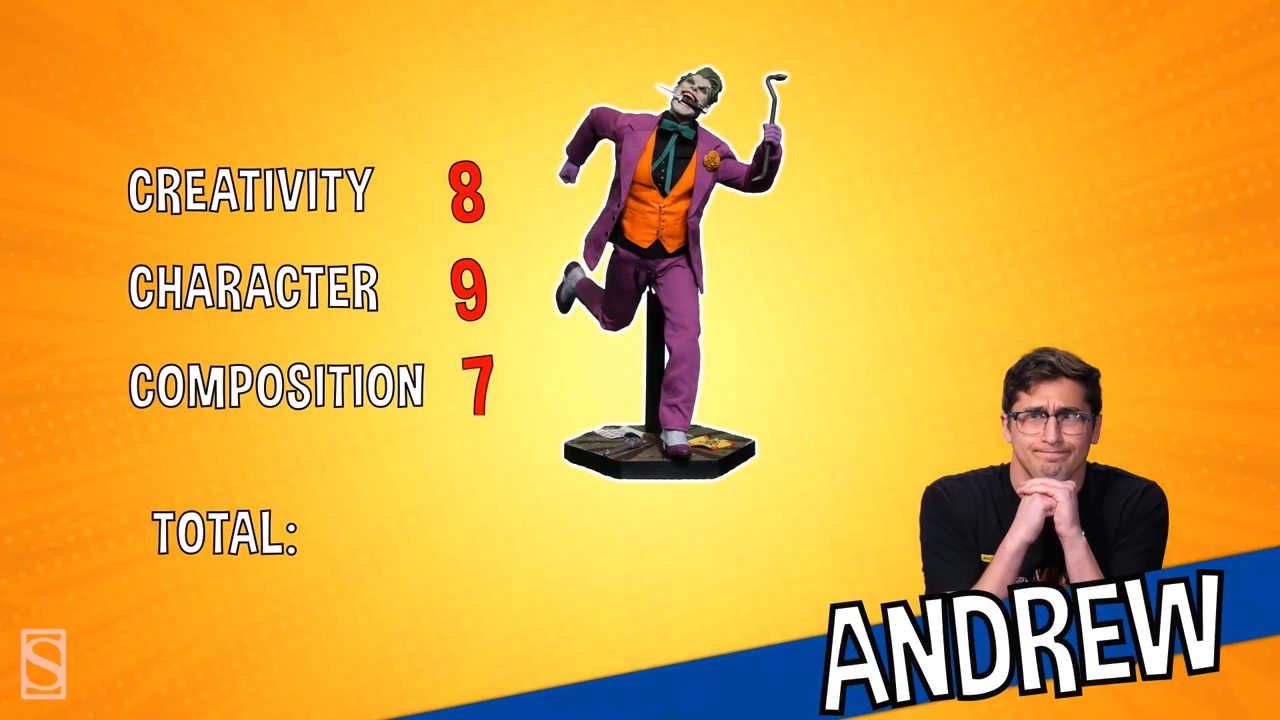 CREATIVITY 8
CHARACTER 9
COMPOSITION 7
TOTAL:
ANDREW
S